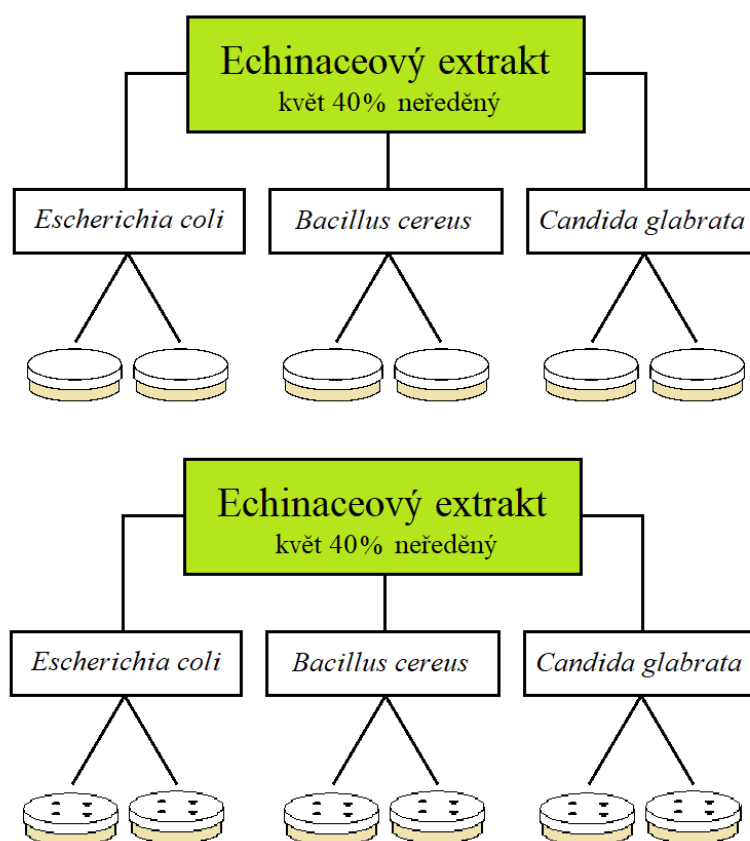 Echinaceový extrakt
květ 40% neředěný
Escherichia coli
Bacillus cereus
Candida glabrata
Echinaceový extrakt
květ 40% neředěný
Escherichia coli
Bacillus cereus
Candida glabrata